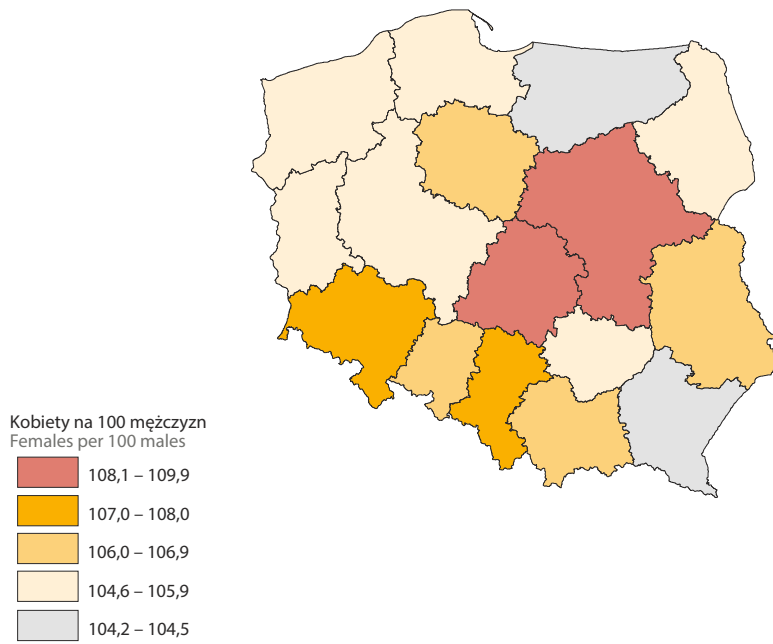 Kobiety na 100 mężczyzn
Females per 100 males
108,1 – 109,9
107,0 – 108,0
106,0 – 106,9
104,6 – 105,9
104,2 – 104,5